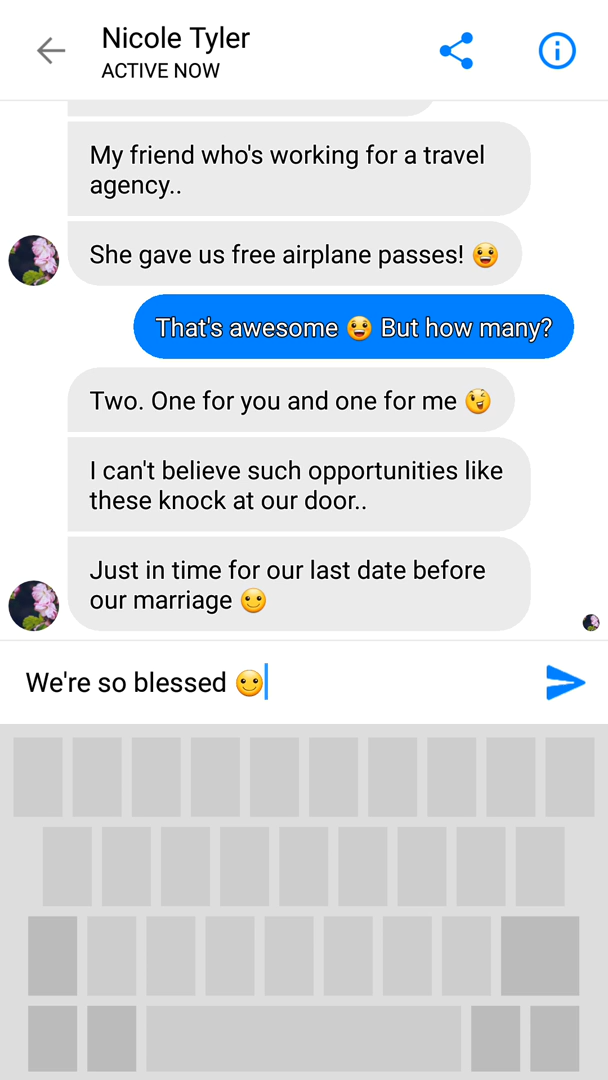 Nicole Tyler
ACTIVE NOW
My friend who's working for a travel
agency..
She gave us free airplane passes! 😀
That's awesome 😀 But how many?
Two. One for you and one for me 😉
I can't believe such opportunities like
these knock at our door..
Just in time for our last date before
our marriage 🙂
We're so blessed 🙂